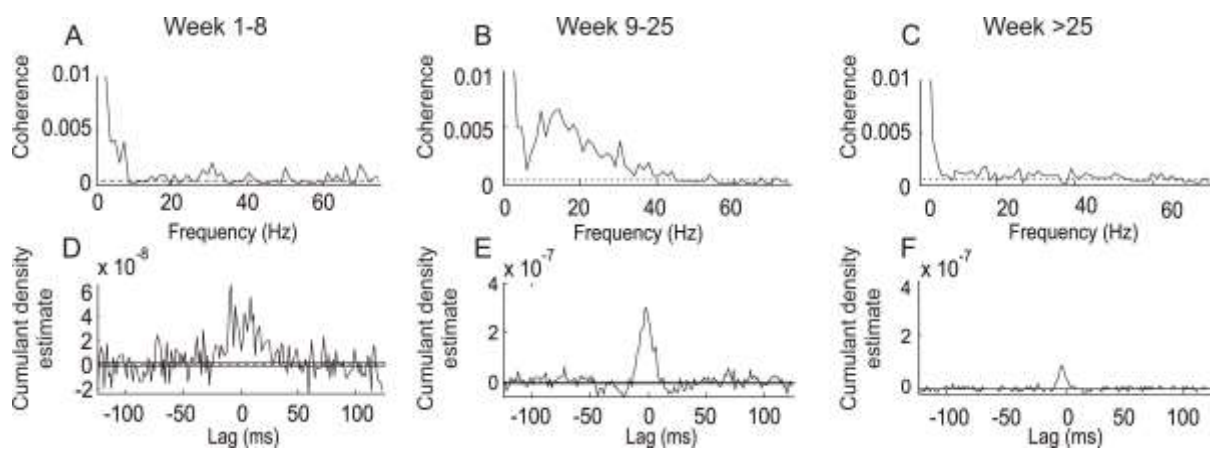 A Week 1-8
Coherence
0.01
0.005
0
0 20 40 60
Frequency (Hz)
B Week 9-25
Coherence
0.01
0.005
0
0 20 40 60
Frequency (Hz)
C Week >25
Coherence
0.01
0.005
0
0 20 40 60
Frequency (Hz)
D
x 10^-8
Cumulant density
estimate
6
4
2
0
-2
-100 -50 0 50 100
Lag (ms)
E
x 10^-7
Cumulant density
estimate
4
2
0
-100 -50 0 50 100
Lag (ms)
F
x 10^-7
Cumulant density
estimate
4
2
0
-100 -50 0 50 100
Lag (ms)